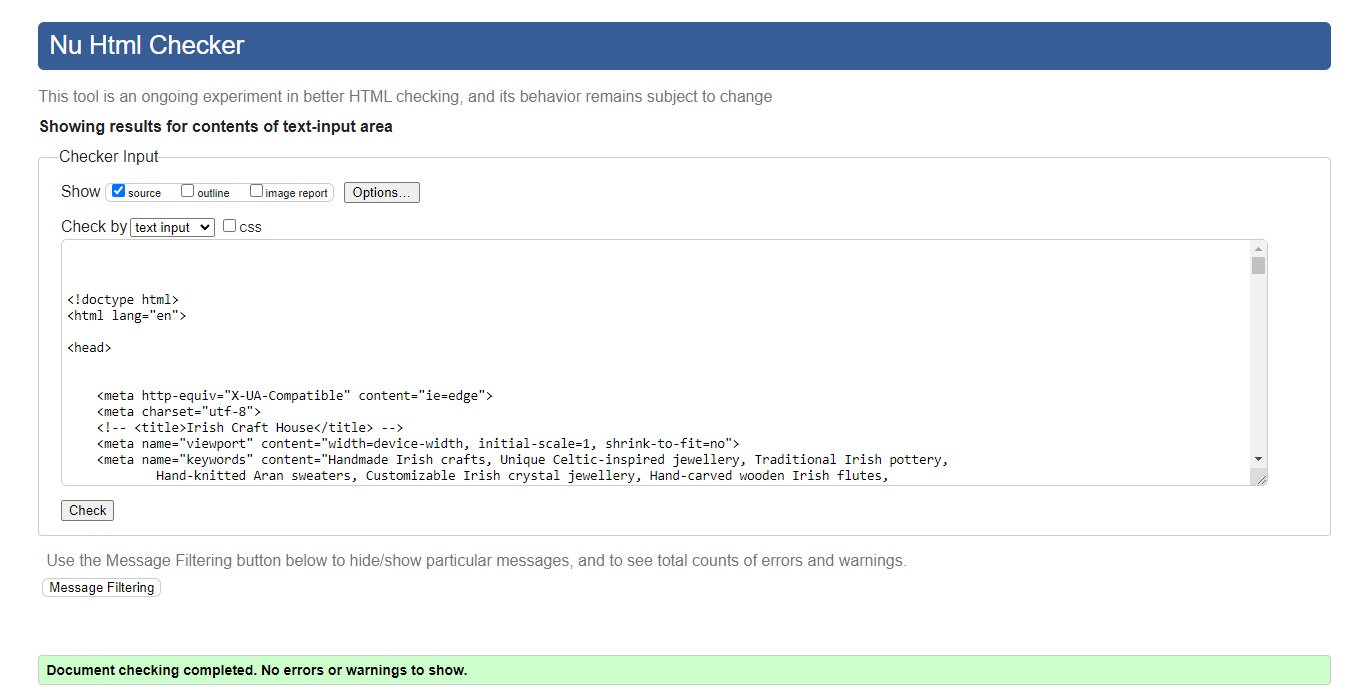 Nu Html Checker
This tool is an ongoing experiment in better HTML checking, and its behavior remains subject to change
Showing results for contents of text-input area
Checker Input
Show source outline image report Options...
Check by text input css
<!doctype html>
<html lang="en">
<head>
<meta http-equiv="X-UA-Compatible" content="ie=edge">
<meta charset="utf-8">
<!-- <title>Irish Craft House</title> -->
<meta name="viewport" content="width=device-width, initial-scale=1, shrink-to-fit=no">
<meta name="keywords" content="Handmade Irish crafts, Unique Celtic-inspired jewellery, Traditional Irish pottery,
Hand-knitted Aran sweaters, Customizable Irish crystal jewellery, Hand-carved wooden Irish flutes,
Check
Use the Message Filtering button below to hide/show particular messages, and to see total counts of errors and warnings.
Message Filtering
Document checking completed. No errors or warnings to show.